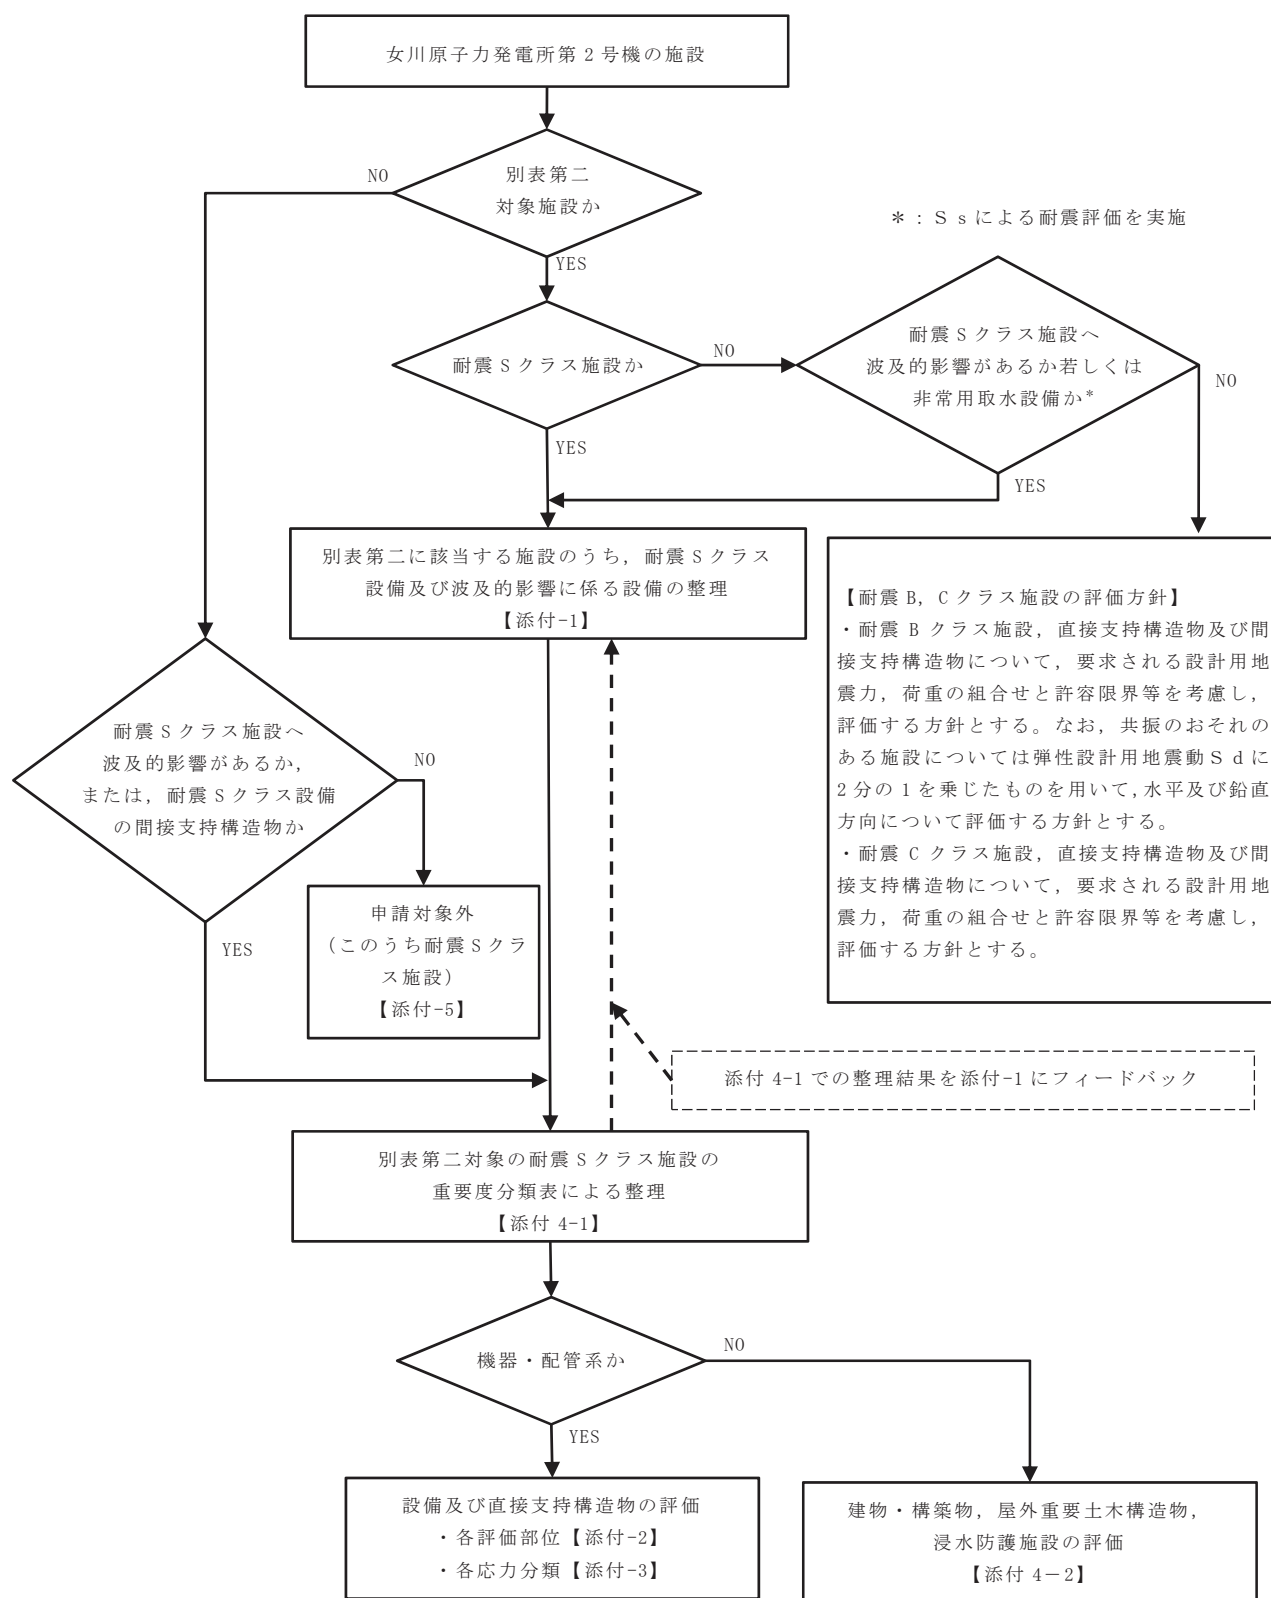 女川原子力発電所第2号機の施設
NO
別表第二
対象施設か
*：Ｓｓによる耐震評価を実施
YES
耐震Sクラス施設か
NO
耐震Sクラス施設へ
波及的影響があるか若しくは
非常用取水設備か*
NO
YES
YES
別表第二に該当する施設のうち，耐震Sクラス
設備及び波及的影響に係る設備の整理
【添付-1】
【耐震B，Cクラス施設の評価方針】
・耐震Bクラス施設，直接支持構造物及び間
接支持構造物について，要求される設計用地
震力，荷重の組合せと許容限界等を考慮し，
評価する方針とする。なお，共振のおそれの
ある施設については弾性設計用地震動Ｓｄに
2分の1を乗じたものを用いて，水平及び鉛直
方向について評価する方針とする。
・耐震Cクラス施設，直接支持構造物及び間
接支持構造物について，要求される設計用地
震力，荷重の組合せと許容限界等を考慮し，
評価する方針とする。
耐震Sクラス施設へ
波及的影響があるか，
または，耐震Sクラス設備
の間接支持構造物か
NO
YES
申請対象外
（このうち耐震Sクラ
ス施設）
【添付-5】
添付4-1での整理結果を添付-1にフィードバック
別表第二対象の耐震Sクラス施設の
重要度分類表による整理
【添付4-1】
機器・配管系か
NO
YES
設備及び直接支持構造物の評価
・各評価部位【添付-2】
・各応力分類【添付-3】
建物・構築物，屋外重要土木構造物，
浸水防護施設の評価
【添付4－2】